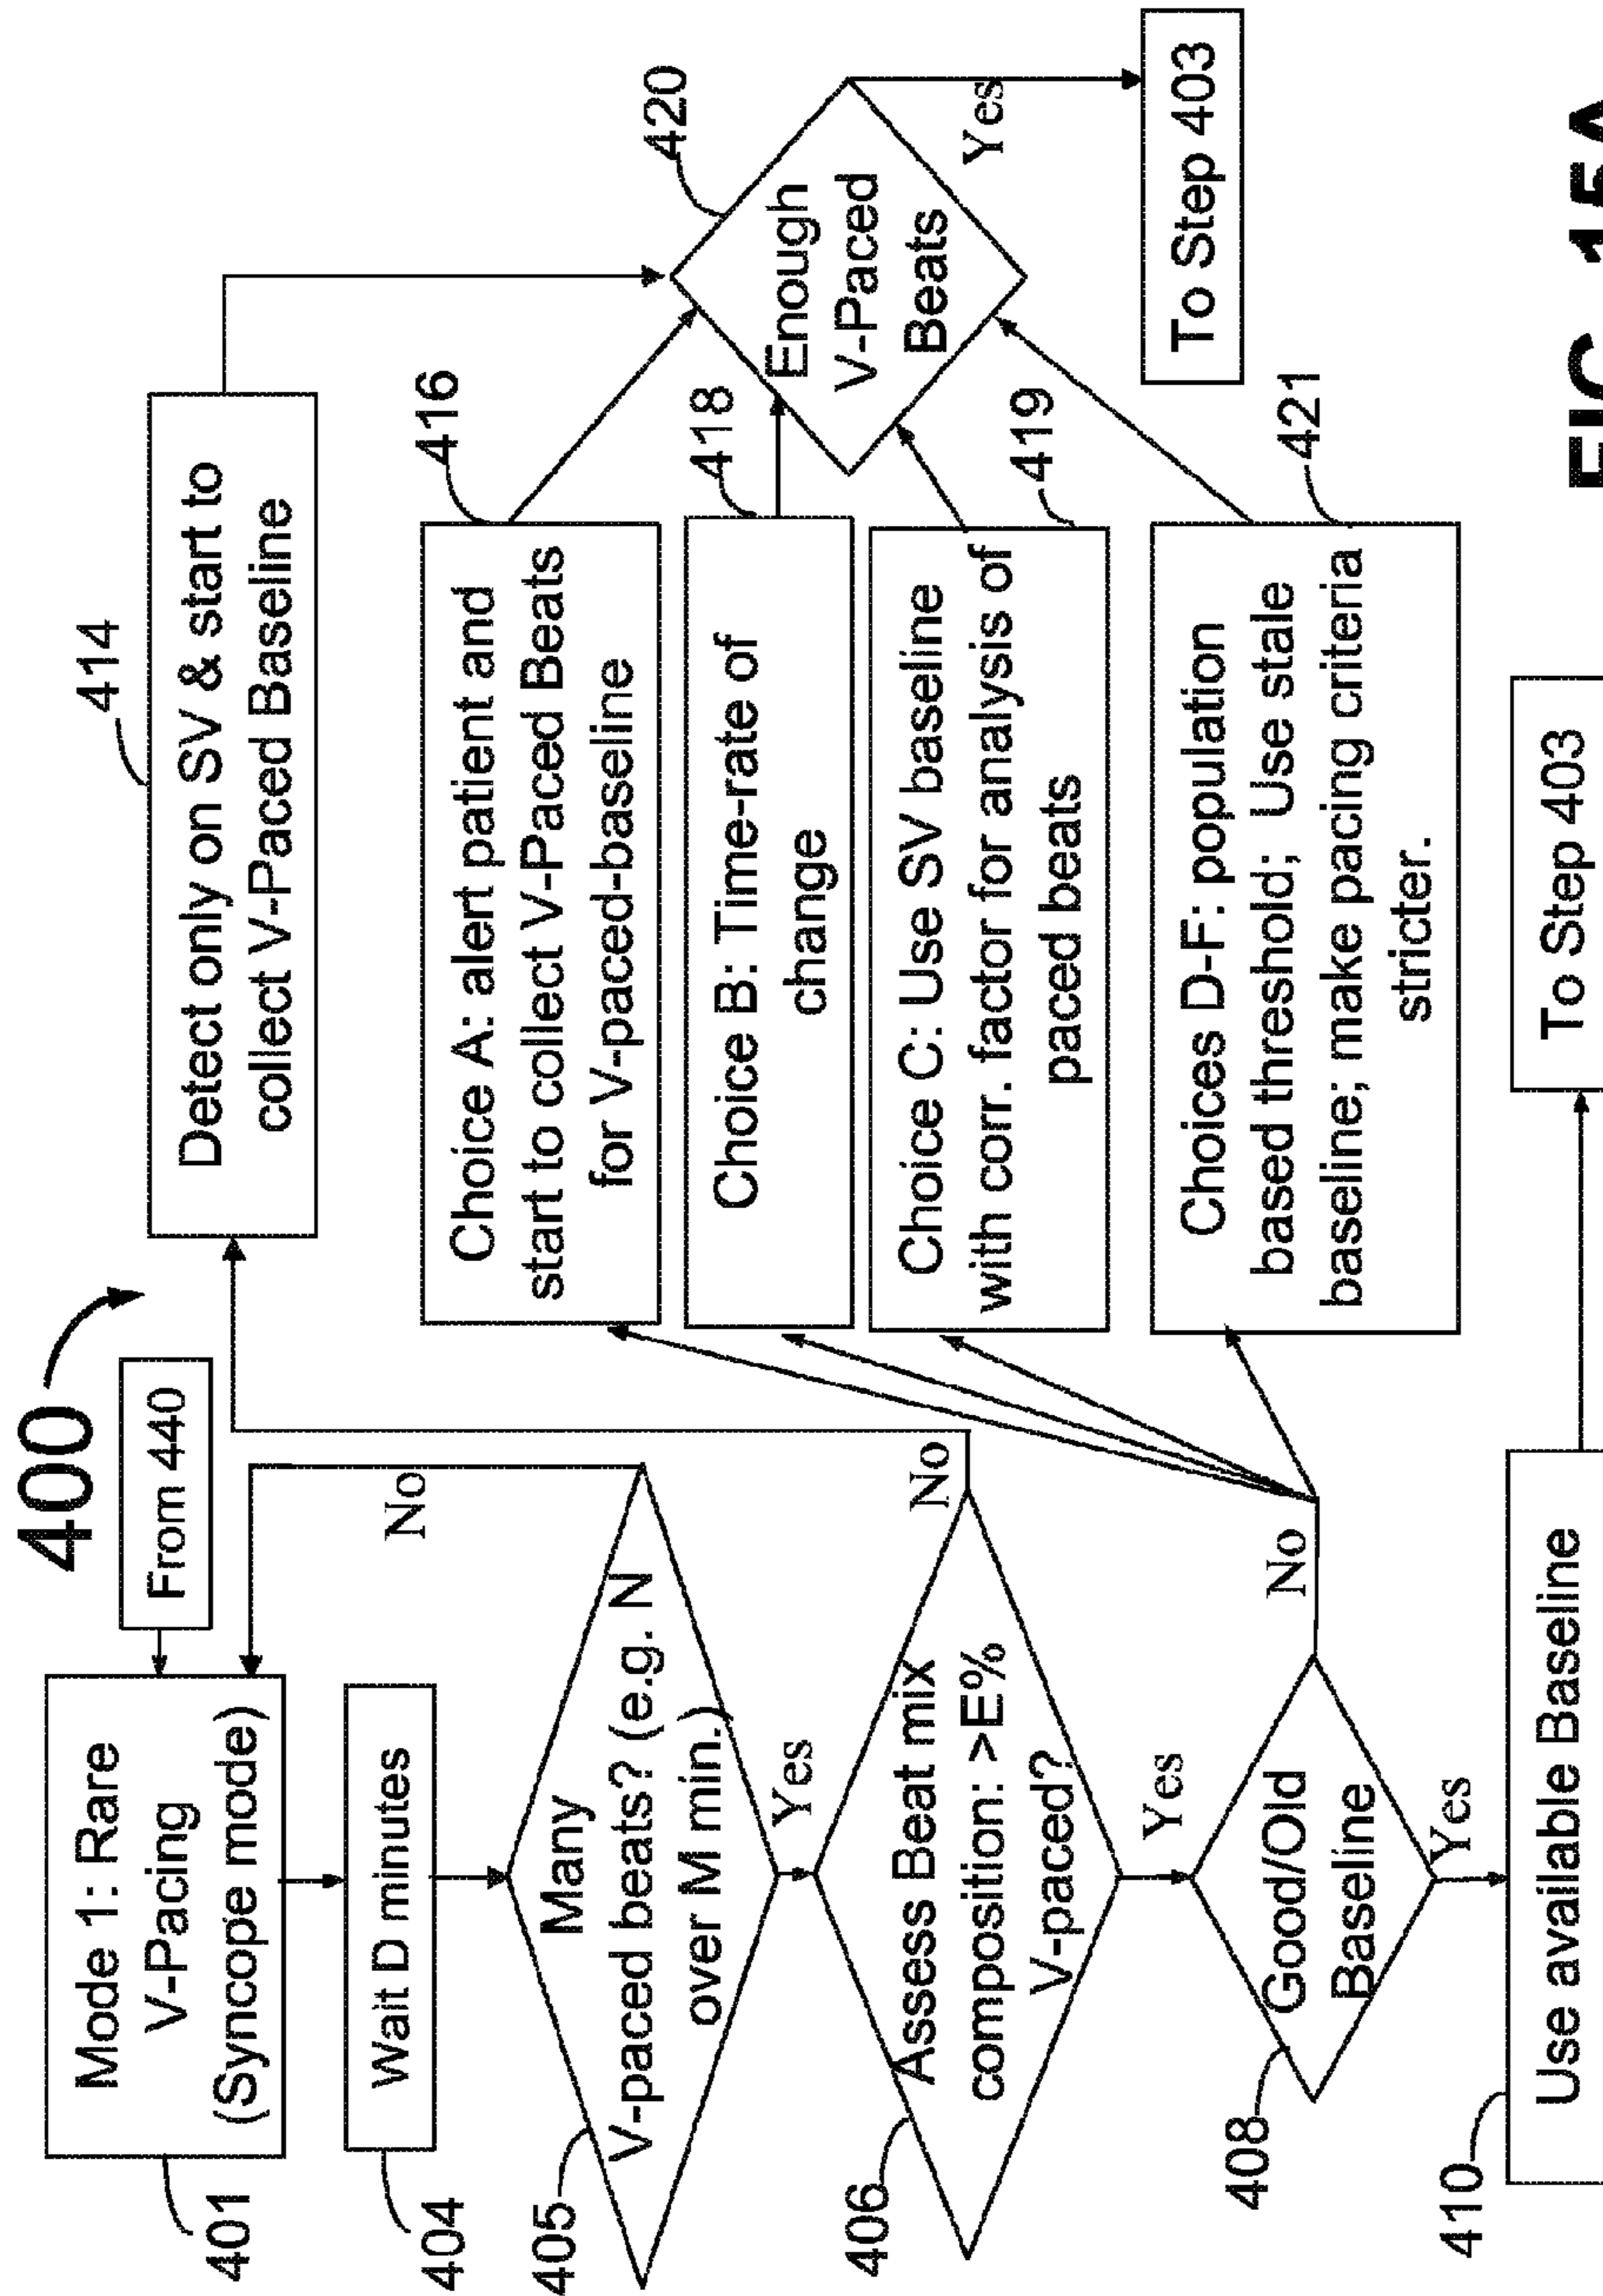 400
From 440
Mode 1: Rare
V-Pacing
(Syncope mode)
401
Wait D minutes
404
No
Many
V-paced beats? (e.g. N
over M min.)
405
Yes
Assess Beat mix
composition: >E%
V-paced?
406
No
Yes
Good/Old
Baseline
408
No
Yes
Use available Baseline
410
To Step 403
414
Detect only on SV & start to
collect V-Paced Baseline
416
Choice A: alert patient and
start to collect V-Paced Beats
for V-paced-baseline
418
Choice B: Time-rate of
change
Choice C: Use SV baseline
with corr. factor for analysis of
paced beats
419
Choices D-F: population
based threshold; Use stale
baseline; make pacing criteria
stricter.
421
420
Enough
V-Paced
Beats
Yes
To Step 403
FIG. 15A